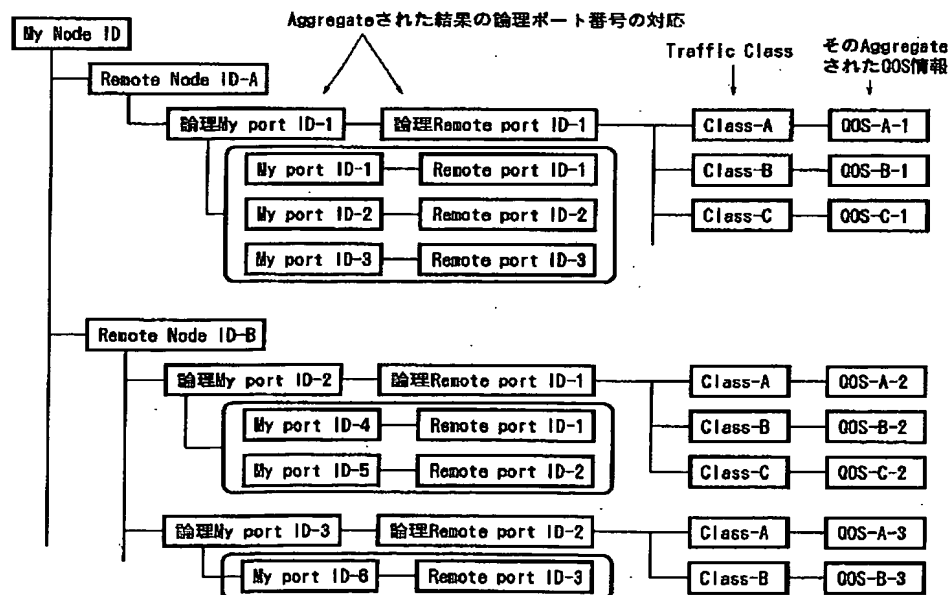 Aggregateされた結果の論理ポート番号の対応
My Node ID
Traffic Class
そのAggregate
されたQOS情報
Remote Node ID-A
論理My port ID-1
論理Remote port ID-1
Class-A
QOS-A-1
My port ID-1
Remote port ID-1
Class-B
QOS-B-1
My port ID-2
Remote port ID-2
Class-C
QOS-C-1
My port ID-3
Remote port ID-3
Remote Node ID-B
論理My port ID-2
論理Remote port ID-1
Class-A
QOS-A-2
My port ID-4
Remote port ID-1
Class-B
QOS-B-2
My port ID-5
Remote port ID-2
Class-C
QOS-C-2
論理My port ID-3
論理Remote port ID-2
Class-A
QOS-A-3
My port ID-6
Remote port ID-3
Class-B
QOS-B-3